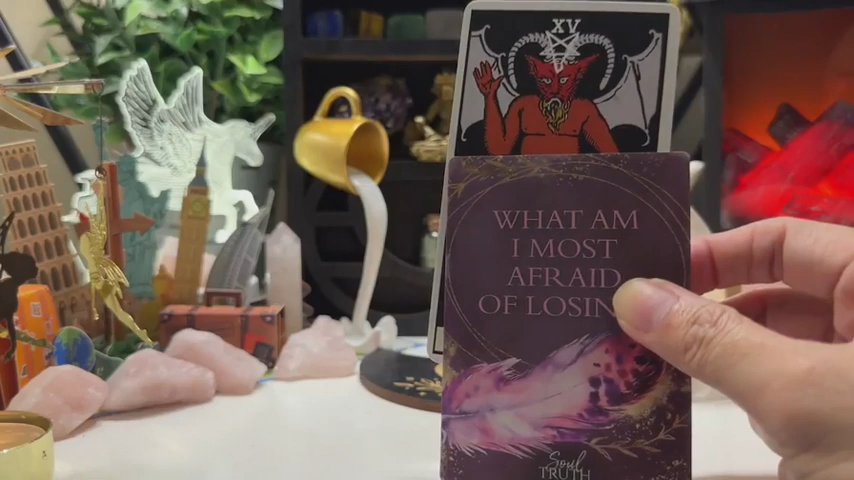 XV
WHAT AM
I MOST
AFRAID
OF LOSIN
Soul
TRUTH